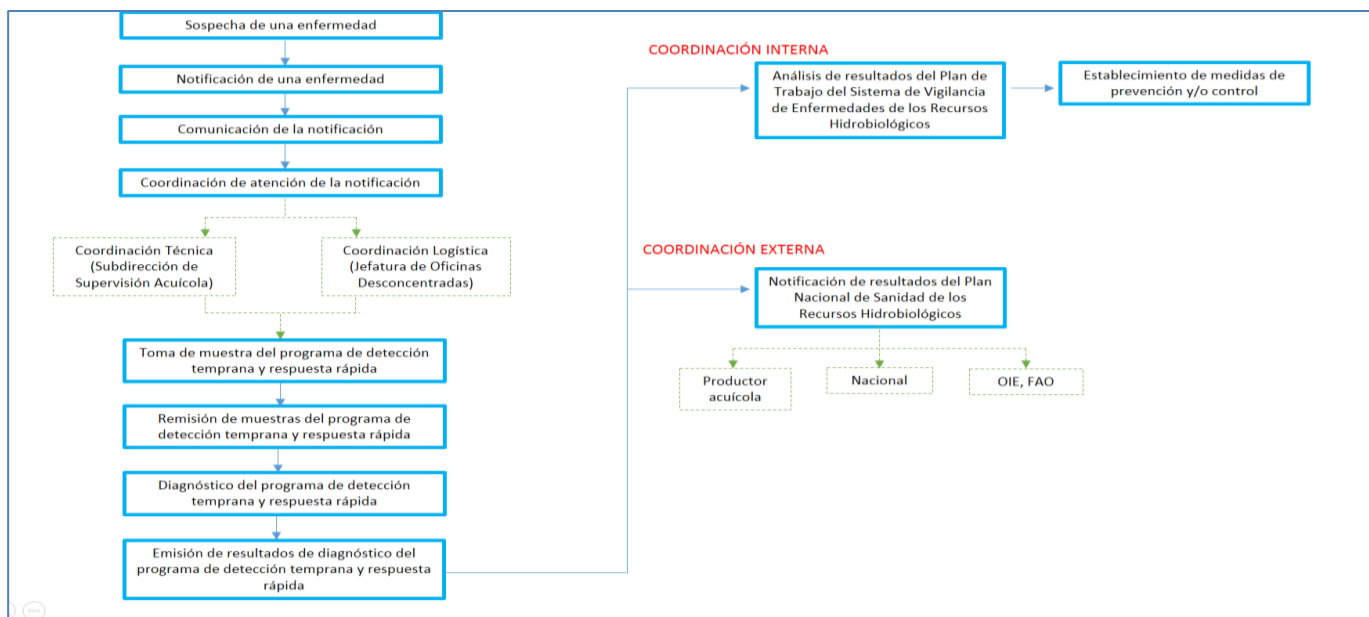 Sospecha de una enfermedad
Notificación de una enfermedad
Comunicación de la notificación
Coordinación de atención de la notificación
Coordinación Técnica
(Subdirección de
Supervisión Acuícola)
Coordinación Logística
(Jefatura de Oficinas
Desconcentradas)
Toma de muestra del programa de detección
temprana y respuesta rápida
Remisión de muestras del programa de
detección temprana y respuesta rápida
Diagnóstico del programa de detección
temprana y respuesta rápida
Emisión de resultados de diagnóstico del
programa de detección temprana y respuesta
rápida
COORDINACIÓN INTERNA
Análisis de resultados del Plan de
Trabajo del Sistema de Vigilancia
de Enfermedades de los Recursos
Hidrobiológicos
Establecimiento de medidas de
prevención y/o control
COORDINACIÓN EXTERNA
Notificación de resultados del Plan
Nacional de Sanidad de los
Recursos Hidrobiológicos
Productor
acuícola
Nacional
OIE, FAO